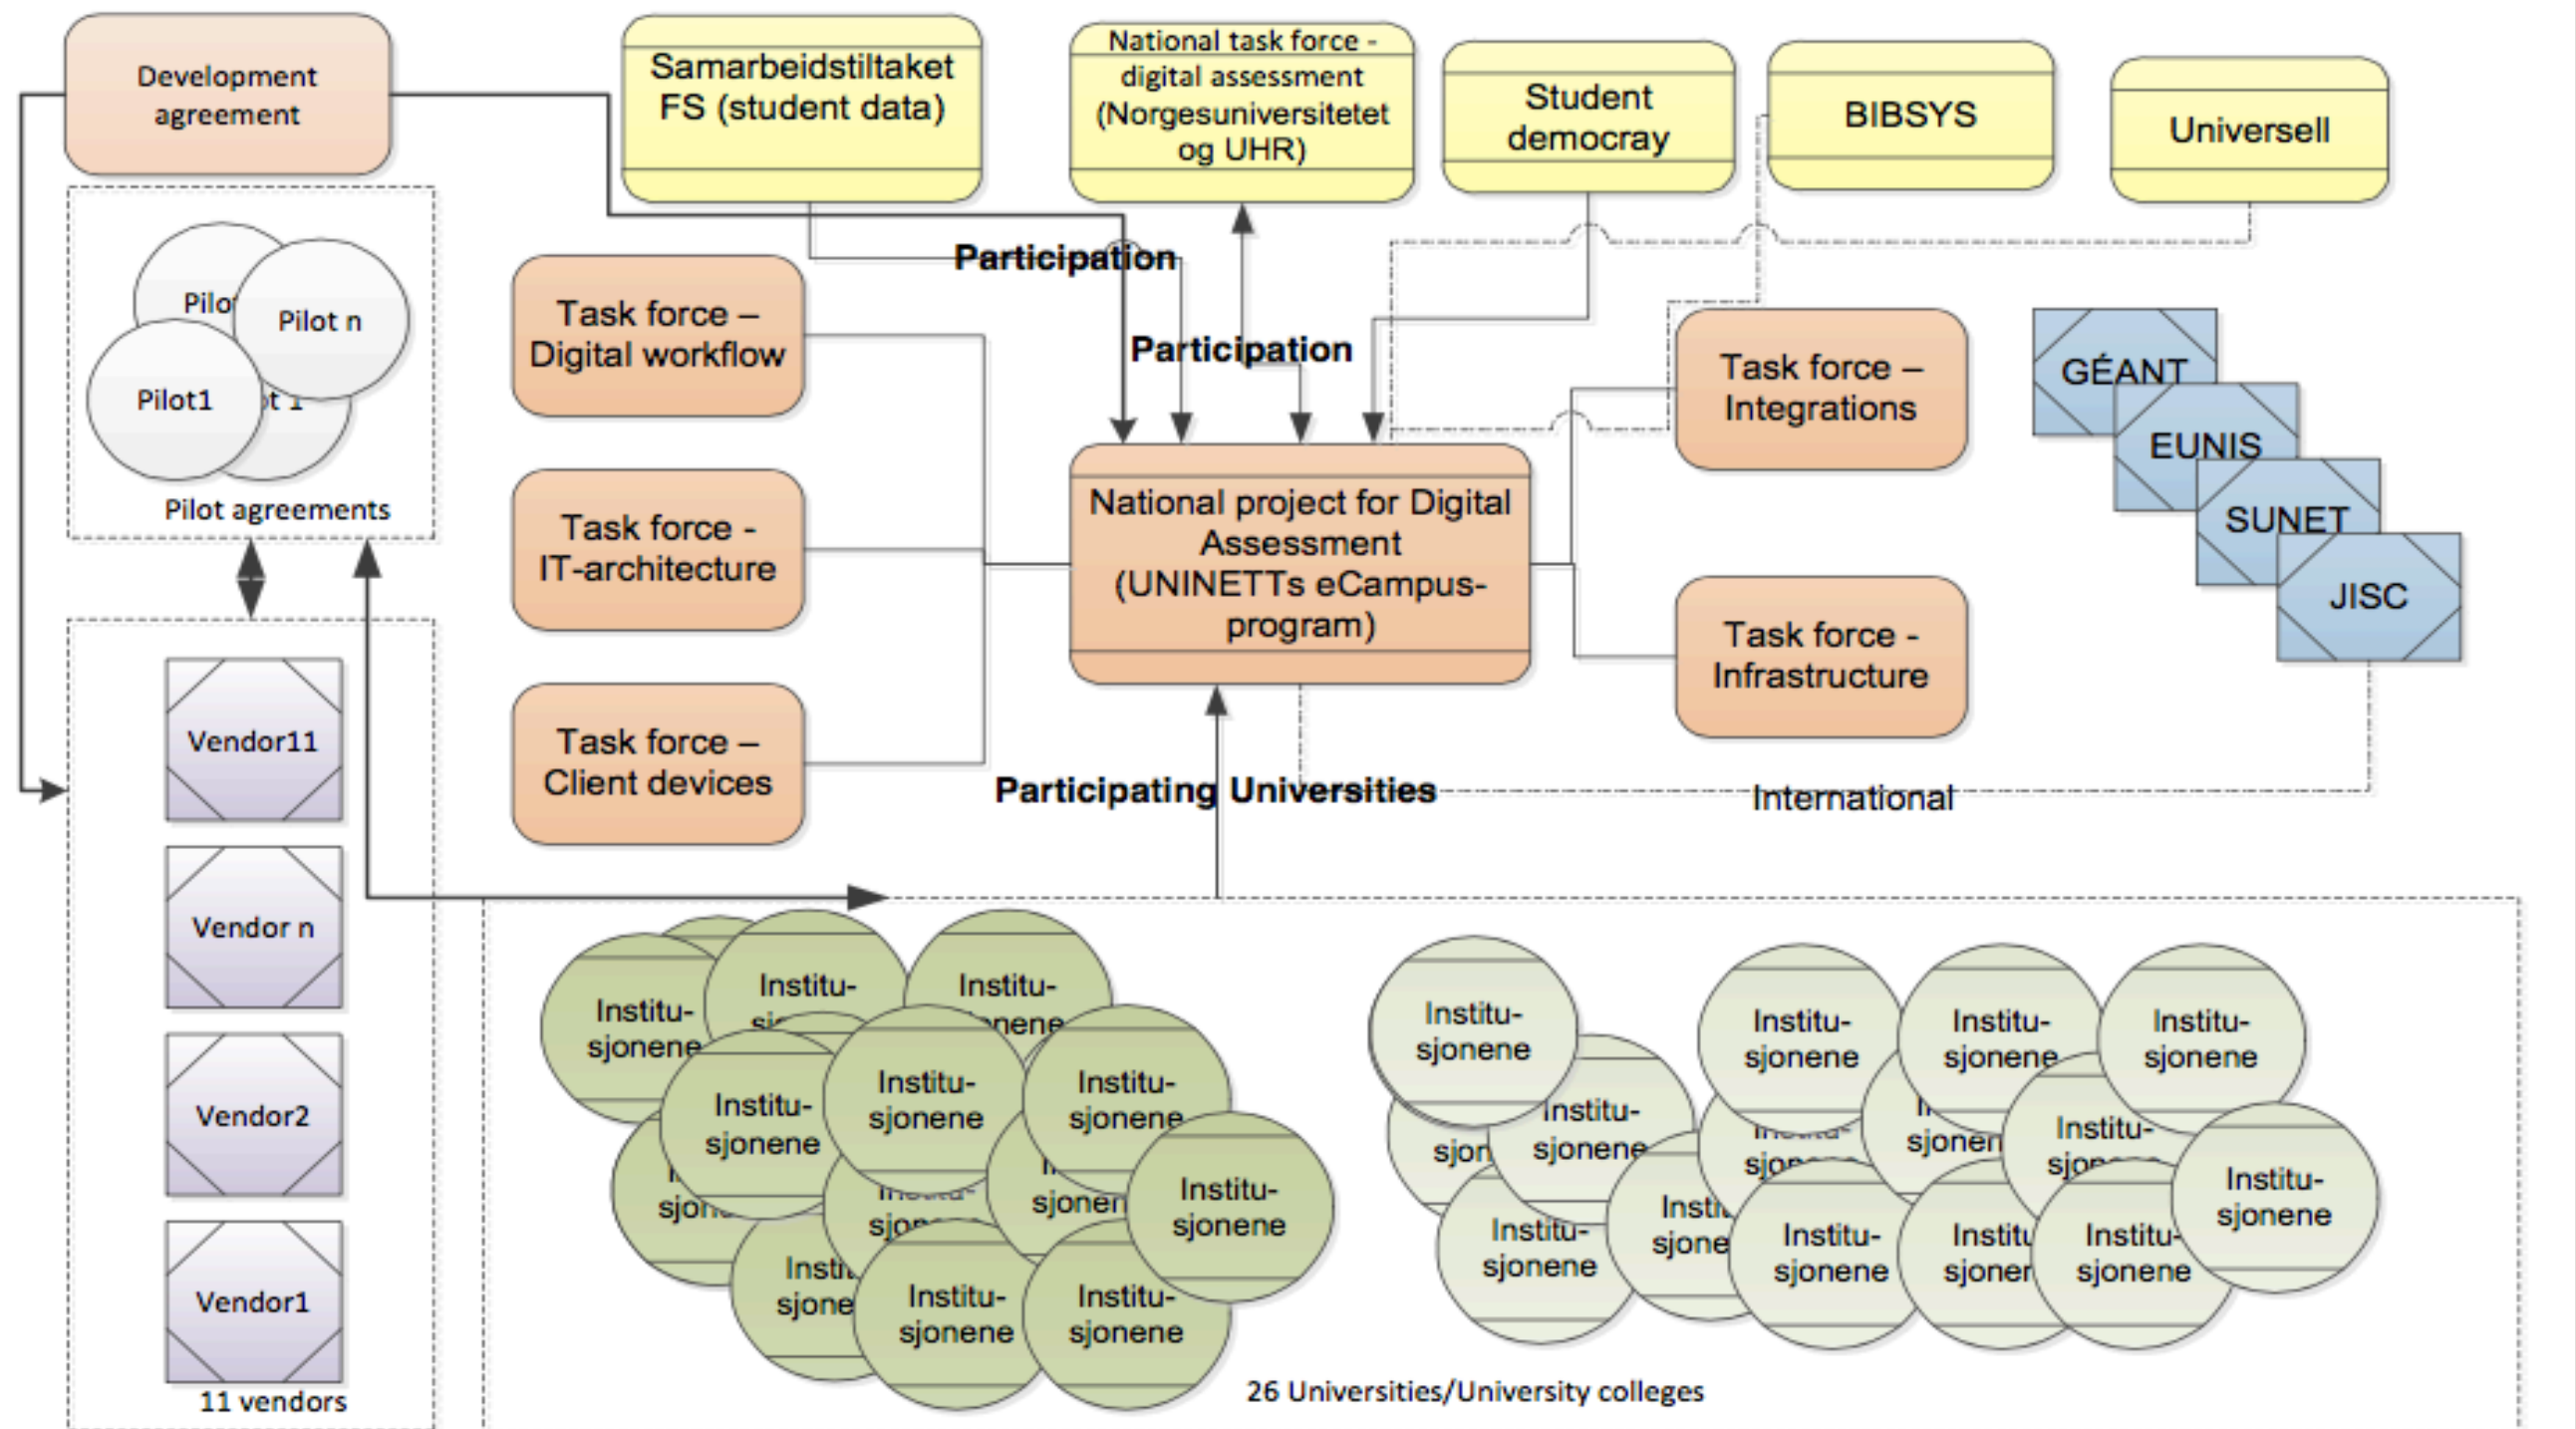 Development
agreement
Samarbeidstiltaket
FS (student data)
National task force -
digital assessment
(Norgesuniversitetet
og UHR)
Student
democray
BIBSYS
Universell
Participation
Participation
Pilot n
Pilot1
Pilot agreements
Task force –
Digital workflow
Task force -
IT-architecture
Task force –
Client devices
National project for Digital
Assessment
(UNINETTs eCampus-
program)
Task force –
Integrations
Task force -
Infrastructure
GÉANT
EUNIS
SUNET
JISC
Participating Universities
International
Vendor11
Vendor n
Vendor2
Vendor1
11 vendors
Institu-
sjonene
Institu-
Institu-
Institu-
sjonene
Institu-
sjonene
Institu-
sjonene
Institu-
sjonene
Institu-
sjonene
Institu-
sjonene
Institu-
sjonene
Institu-
sjonene
Institu-
sjonene
Institu-
sjonene
Institu-
sjonene
Institu-
Institu-
sjonene
Institu-
sjonene
Institu-
sjonene
Institu-
sjonene
26 Universities/University colleges